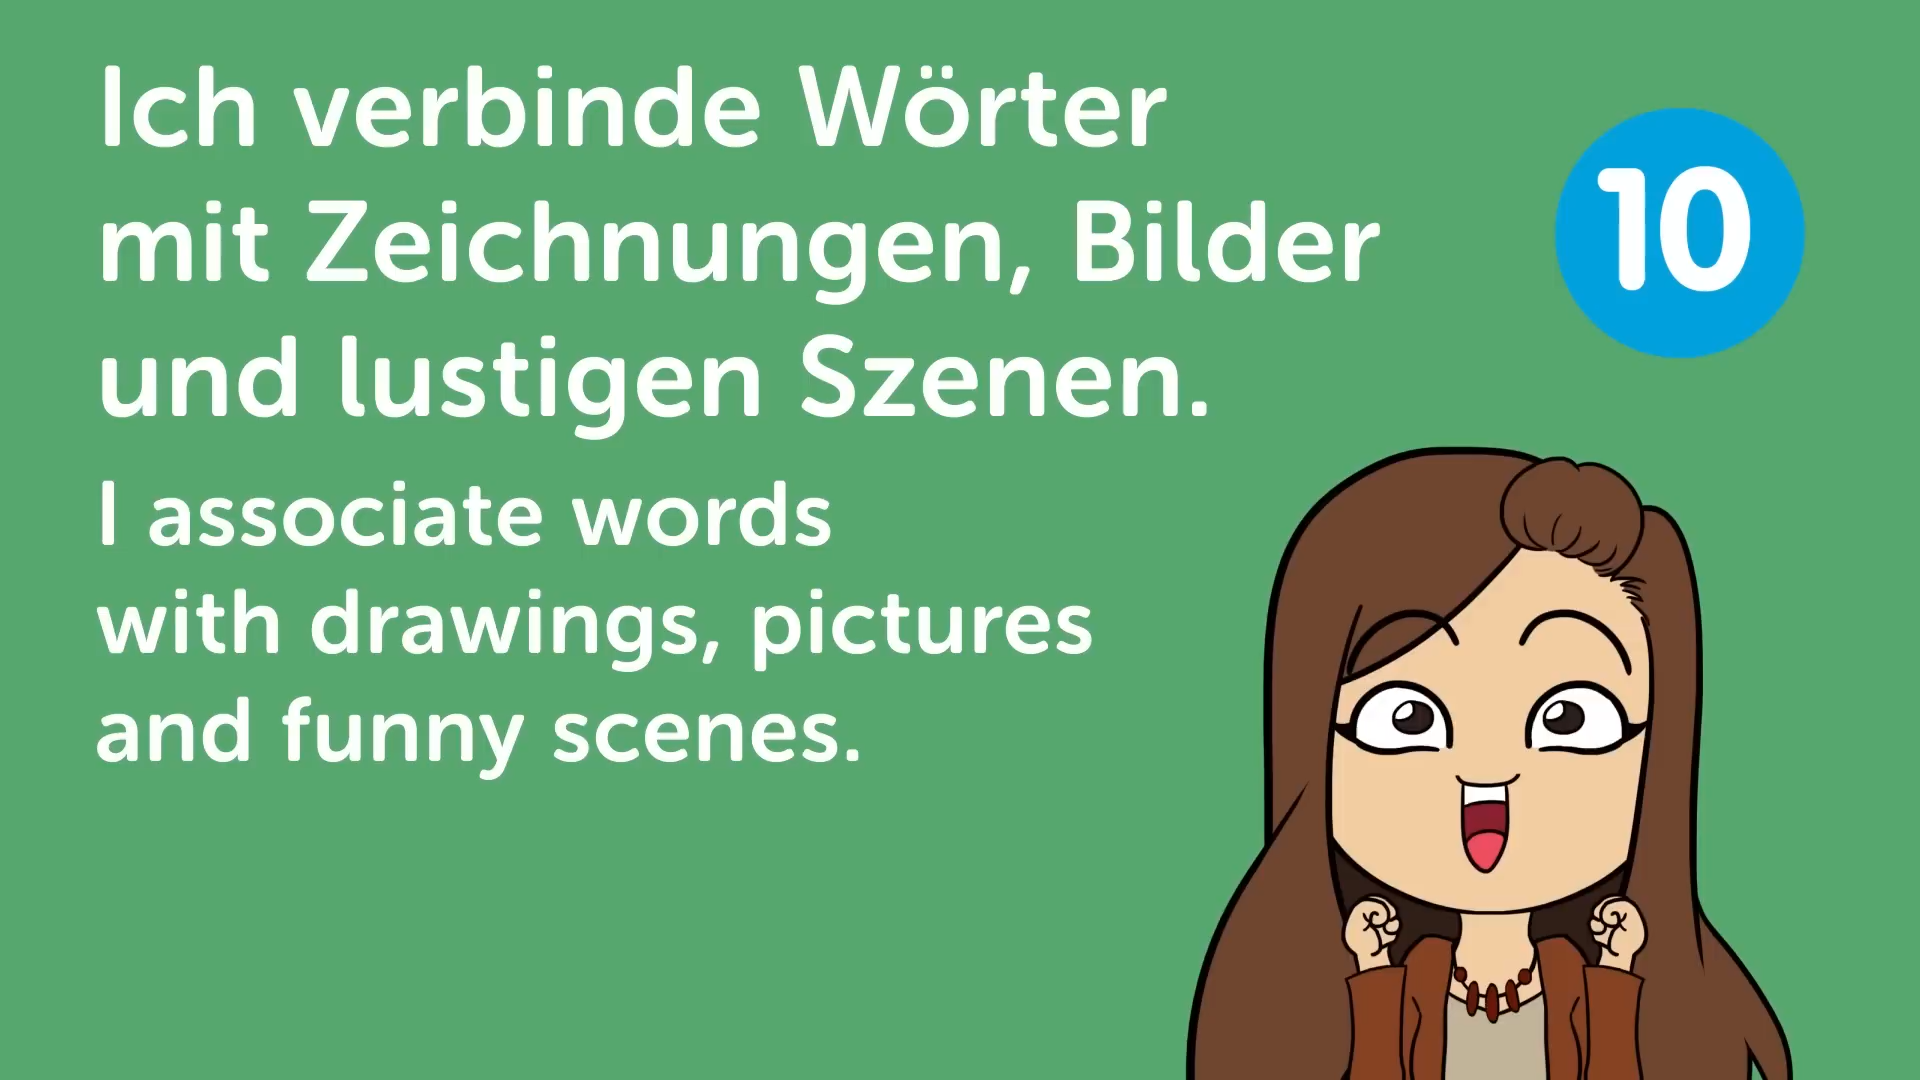 Ich verbinde Wörter
mit Zeichnungen, Bilder
und lustigen Szenen.
I associate words
with drawings, pictures
and funny scenes.
10